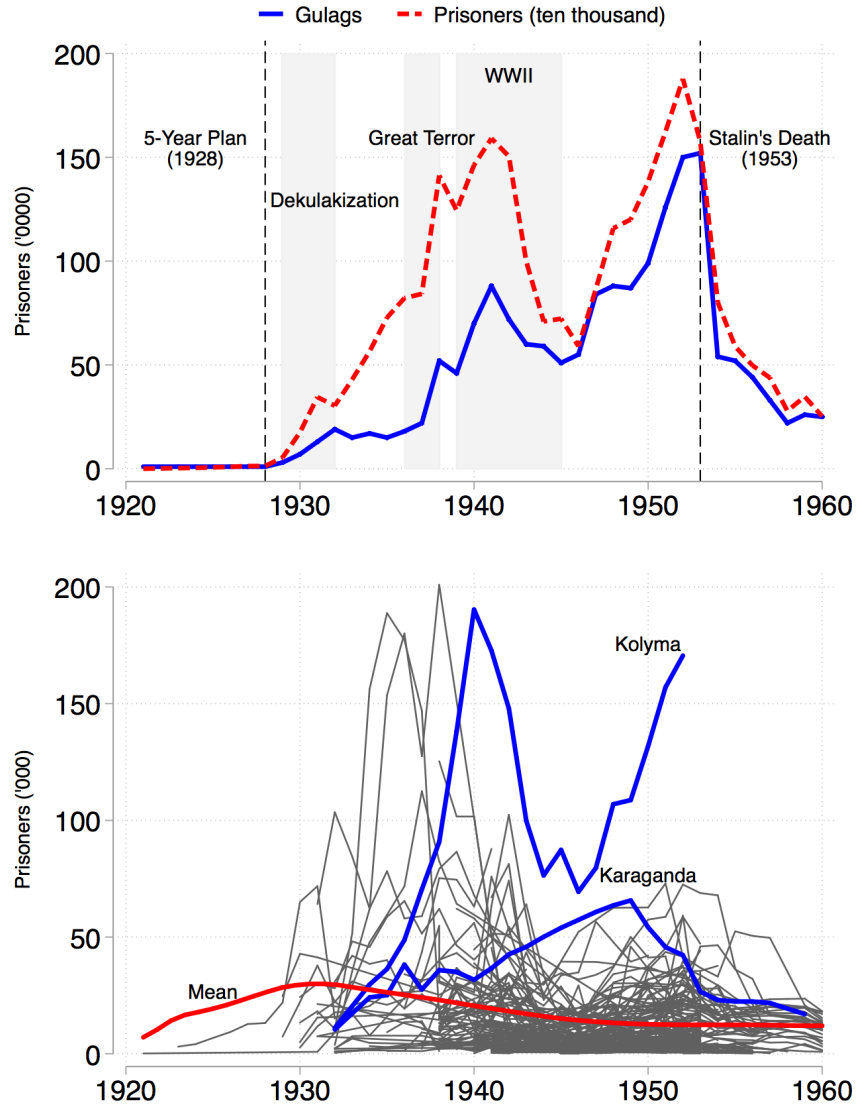 Gulags Prisoners (ten thousand)
200
WWII
5-Year Plan Great Terror Stalin's Death
(1928) 150 (1953)
Dekulakization
Prisoners ('0000)
100
50
0
1920 1930 1940 1950 1960
200
Kolyma
150
Prisoners ('000)
100
Karaganda
50
Mean
0
1920 1930 1940 1950 1960